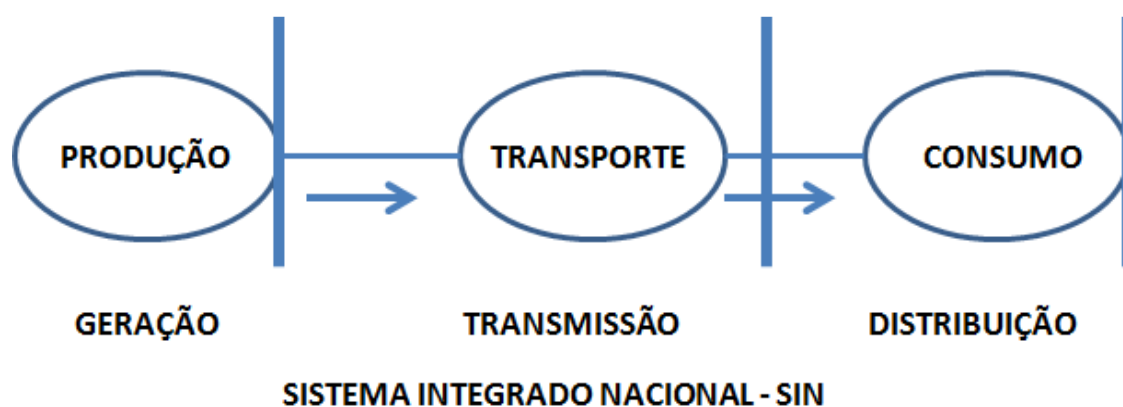 PRODUÇÃO TRANSPORTE CONSUMO
GERAÇÃO TRANSMISSÃO DISTRIBUIÇÃO
SISTEMA INTEGRADO NACIONAL - SIN